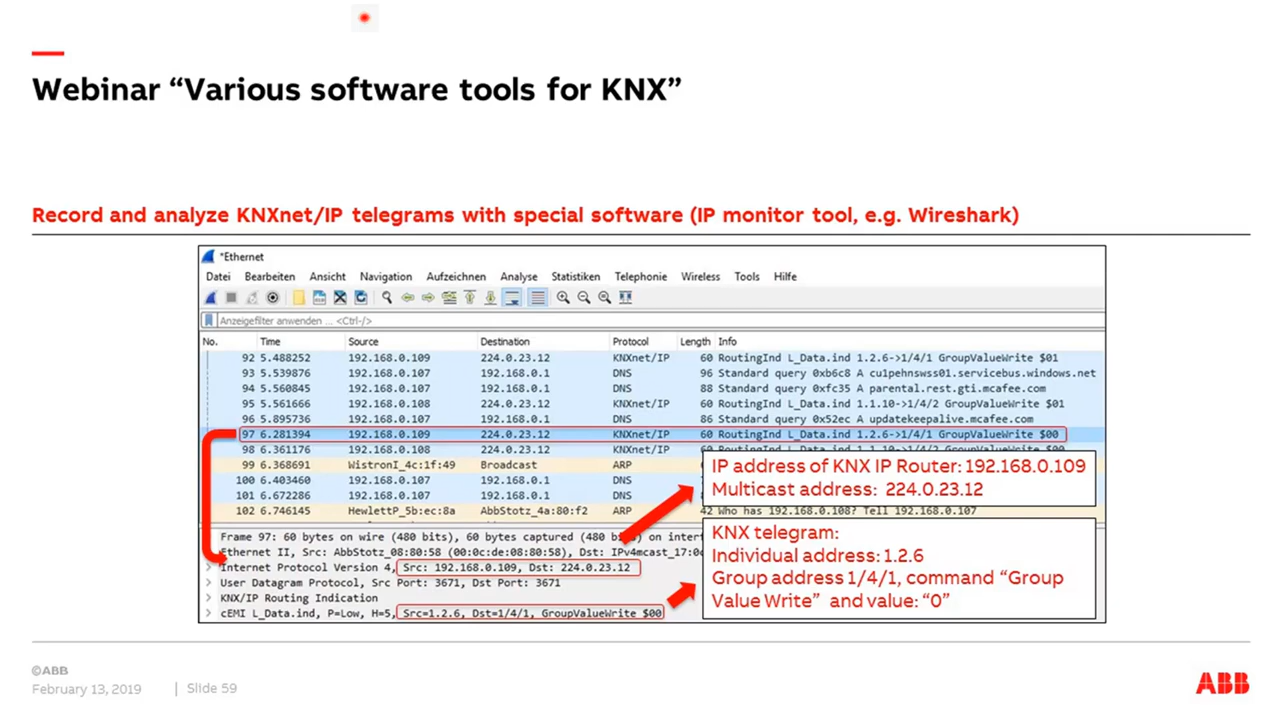 Webinar “Various software tools for KNX”
Record and analyze KNXnet/IP telegrams with special software (IP monitor tool, e.g. Wireshark)
*Ethernet
Datei Bearbeiten Ansicht Navigation Aufzeichnen Analyse Statistiken Telephonie Wireless Tools Hilfe
Anzeigefilter anwenden ... <Ctrl-/>
No. Time Source Destination Protocol Length Info
92 5.488252 192.168.0.109 224.0.23.12 KNXnet/IP 60 RoutingInd L_Data.ind 1.2.6->1/4/1 GroupValueWrite $01
93 5.539876 192.168.0.107 192.168.0.1 DNS 96 Standard query 0xb6c8 A cu1pehnswss01.servicebus.windows.net
94 5.560845 192.168.0.107 192.168.0.1 DNS 88 Standard query 0xfc35 A parental.rest.gti.mcafee.com
95 5.561666 192.168.0.108 224.0.23.12 KNXnet/IP 60 RoutingInd L_Data.ind 1.1.10->1/4/2 GroupValueWrite $01
96 5.895736 192.168.0.107 192.168.0.1 DNS 86 Standard query 0x52ec A updatekeepalive.mcafee.com
97 6.281394 192.168.0.109 224.0.23.12 KNXnet/IP 60 RoutingInd L_Data.ind 1.2.6->1/4/1 GroupValueWrite $00
98 6.361176 192.168.0.108 224.0.23.12 KNXnet/IP
99 6.368691 WistronI_4c:1f:49 Broadcast ARP
100 6.403460 192.168.0.107 192.168.0.1 DNS
101 6.672286 192.168.0.107 192.168.0.1 DNS
102 6.746145 HewlettP_5b:ec:8a AbbStotz_4a:80:f2 ARP 42 Who has 192.168.0.108? Tell 192.168.0.107
IP address of KNX IP Router: 192.168.0.109
Multicast address: 224.0.23.12
Frame 97: 60 bytes on wire (480 bits), 60 bytes captured (480 bits) on interf
Ethernet II, Src: AbbStotz_08:80:58 (00:0c:de:08:80:58), Dst: IPv4mcast_17:0c
Internet Protocol Version 4, Src: 192.168.0.109, Dst: 224.0.23.12
User Datagram Protocol, Src Port: 3671, Dst Port: 3671
KNX/IP Routing Indication
cEMI L_Data.ind, P=Low, H=5, Src=1.2.6, Dst=1/4/1, GroupValueWrite $00
KNX telegram:
Individual address: 1.2.6
Group address 1/4/1, command “Group
Value Write” and value: “0”
©ABB
February 13, 2019 | Slide 59
ABB